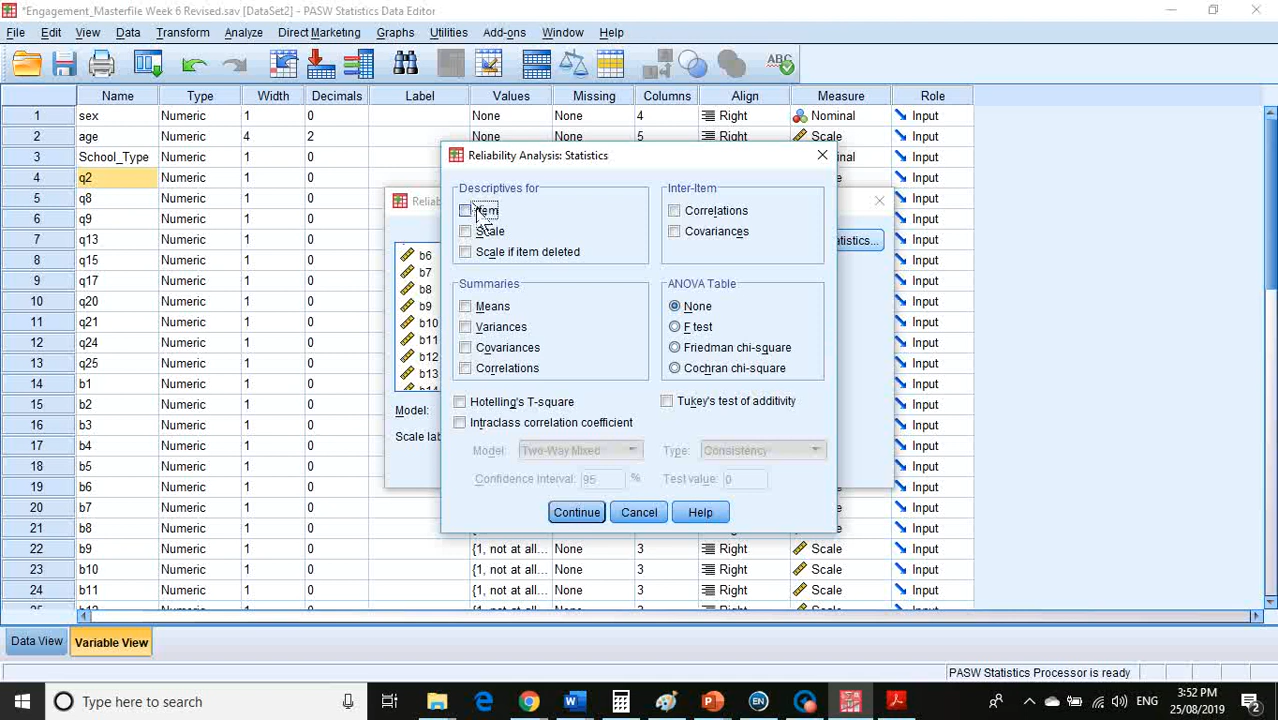 *Engagement_Masterfile Week 6 Revised.sav [DataSet2] - PASW Statistics Data Editor
File Edit View Data Transform Analyze Direct Marketing Graphs Utilities Add-ons Window Help
Name Type Width Decimals Label Values Missing Columns Align Measure Role
1 sex Numeric 1 0 None None 4 Right Nominal Input
2 age Numeric 4 2 None None 5 Right Scale Input
3 School_Type Numeric 1 0 Input
4 q2 Numeric 1 0 Input
5 q8 Numeric 1 0 Input
6 q9 Numeric 1 0 Input
7 q13 Numeric 1 0 Input
8 q15 Numeric 1 0 Input
9 q17 Numeric 1 0 Input
10 q20 Numeric 1 0 Input
11 q21 Numeric 1 0 Input
12 q24 Numeric 1 0 Input
13 q25 Numeric 1 0 Input
14 b1 Numeric 1 0 Input
15 b2 Numeric 1 0 Input
16 b3 Numeric 1 0 Input
17 b4 Numeric 1 0 Input
18 b5 Numeric 1 0 Input
19 b6 Numeric 1 0 Input
20 b7 Numeric 1 0 Input
21 b8 Numeric 1 0 Input
22 b9 Numeric 1 0 {1, not at all... None 3 Right Scale Input
23 b10 Numeric 1 0 {1, not at all... None 3 Right Scale Input
24 b11 Numeric 1 0 {1, not at all... None 3 Right Scale Input
b6
b7
b8
b9
b10
b11
b12
b13
Model:
Reliability Analysis: Statistics
Descriptives for
Item
Scale
Scale if item deleted
Inter-Item
Correlations
Covariances
Summaries
Means
Variances
Covariances
Correlations
ANOVA Table
None
F test
Friedman chi-square
Cochran chi-square
Hotelling's T-square
Tukey's test of additivity
Intraclass correlation coefficient
Model: Two-Way Mixed Type: Consistency
Confidence Interval: 95 % Test value: 0
Continue Cancel Help
Data View Variable View
PASW Statistics Processor is ready
Type here to search
ENG
3:52 PM
25/08/2019